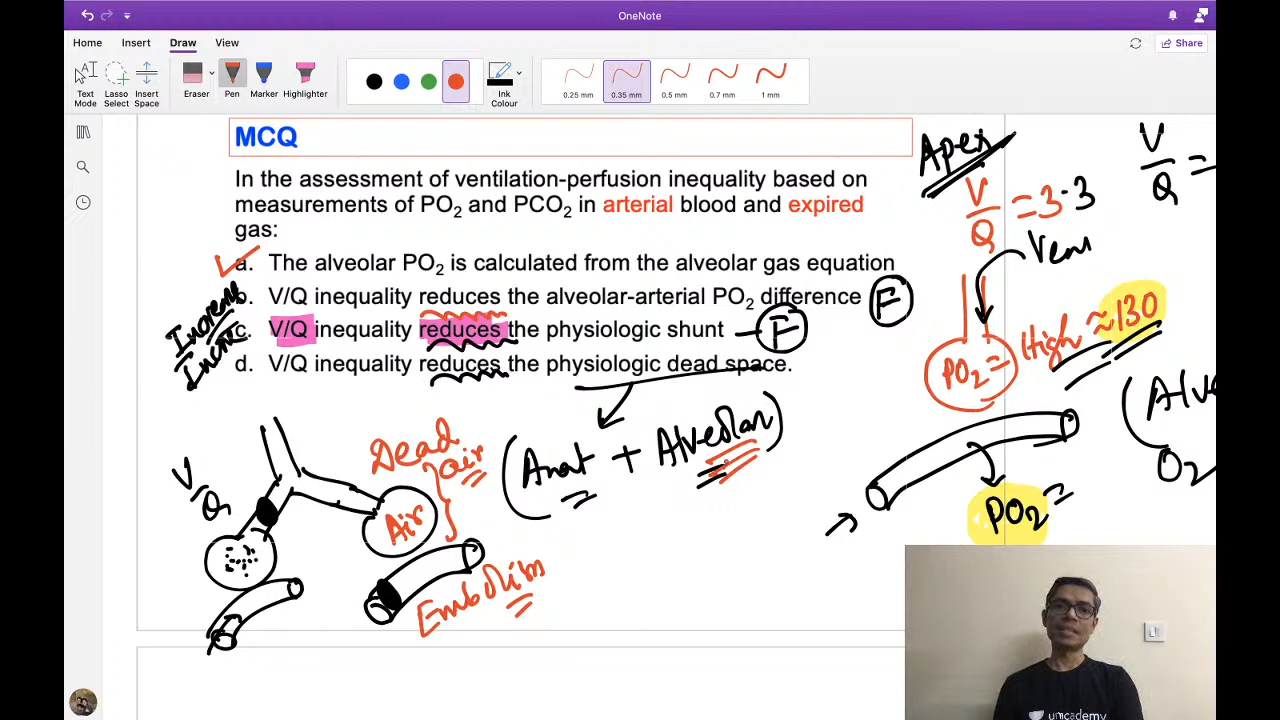 OneNote
Home Insert Draw View
Share
Text Mode
Lasso Select
Insert Space
Eraser
Pen
Marker
Highlighter
Ink Colour
0.25 mm
0.35 mm
0.5 mm
0.7 mm
1 mm
MCQ
In the assessment of ventilation-perfusion inequality based on
measurements of PO2 and PCO2 in arterial blood and expired
gas:
a. The alveolar PO2 is calculated from the alveolar gas equation
b. V/Q inequality reduces the alveolar-arterial PO2 difference
c. V/Q inequality reduces the physiologic shunt
d. V/Q inequality reduces the physiologic dead space.
F
F
Increase
Apex
V/Q = 3.3
V/Q =
PO2 = High ≈ 130
PO2 =
O2
(Anat + Alveolar)
V/Q
Dead air
Air
Embolism
unacademy